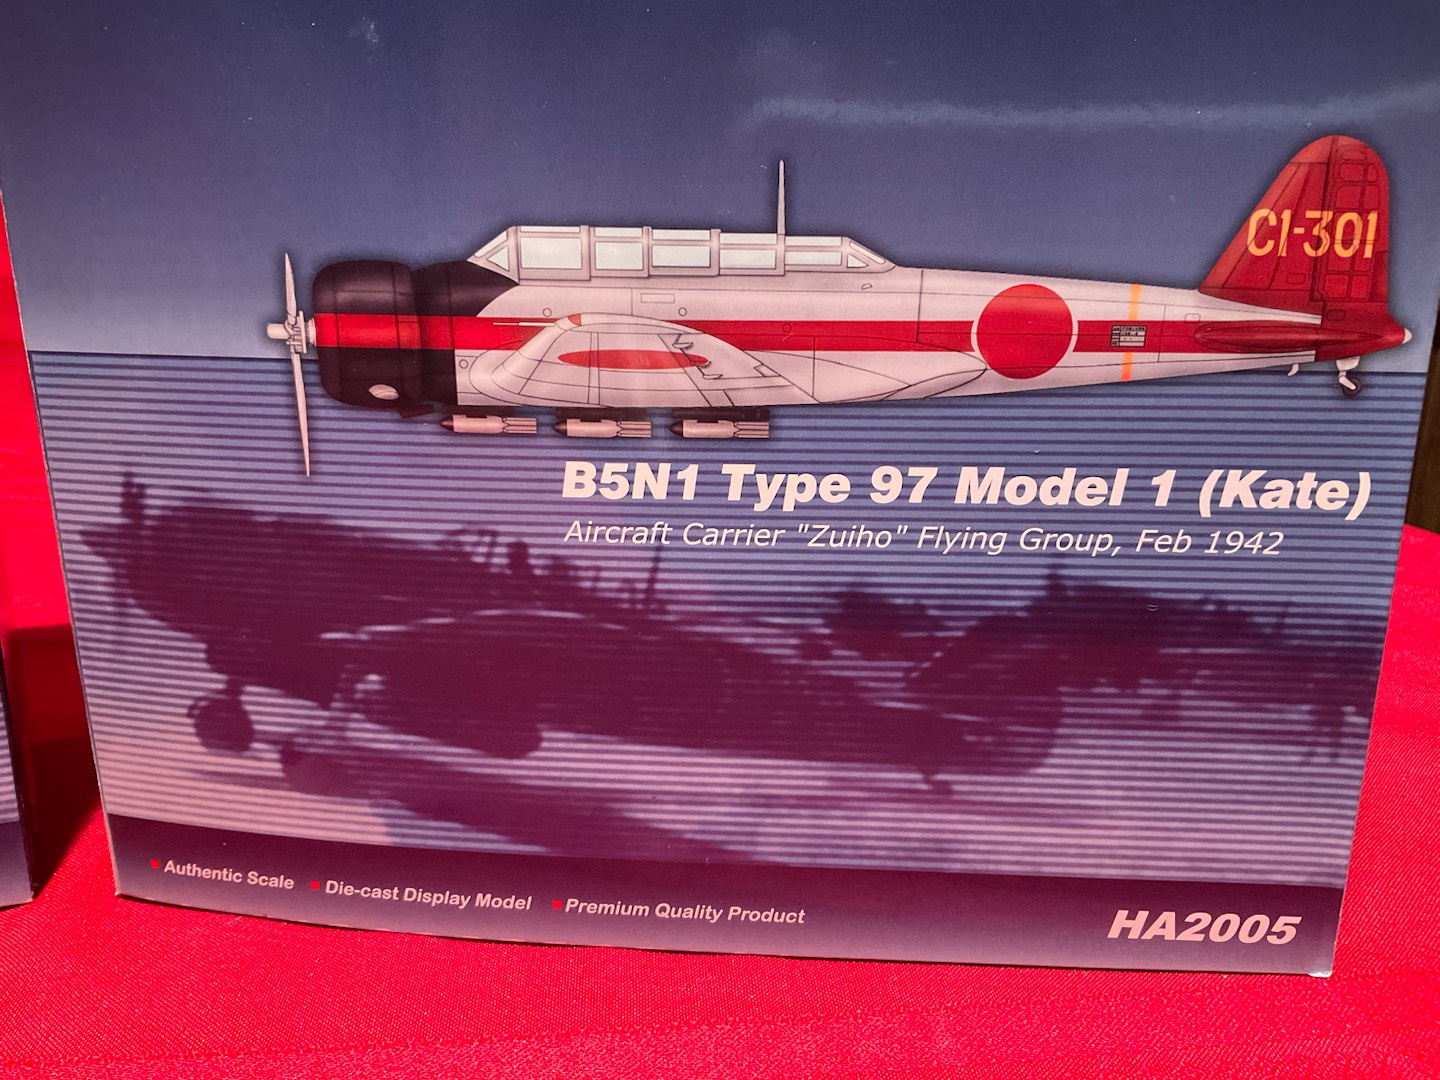 C1-301
B5N1 Type 97 Model 1 (Kate)
Aircraft Carrier "Zuiho" Flying Group, Feb 1942
Authentic Scale
Die-cast Display Model
Premium Quality Product
HA2005